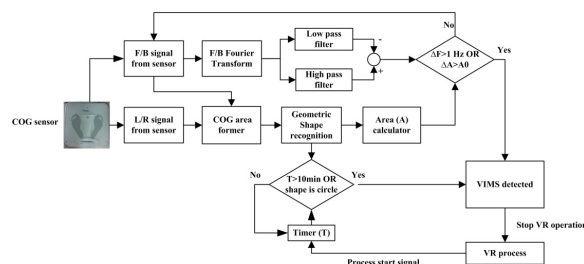 No
F/B signal
from sensor
F/B Fourier
Transform
Low pass
filter
-
High pass
filter
+
ΔF>1 Hz OR
ΔA>A0
Yes
COG sensor
L/R signal
from sensor
COG area
former
Geometric
Shape
recognition
Area (A)
calculator
No
T>10min OR
shape is circle
Yes
VIMS detected
Timer (T)
Stop VR operation
VR process
Process start signal